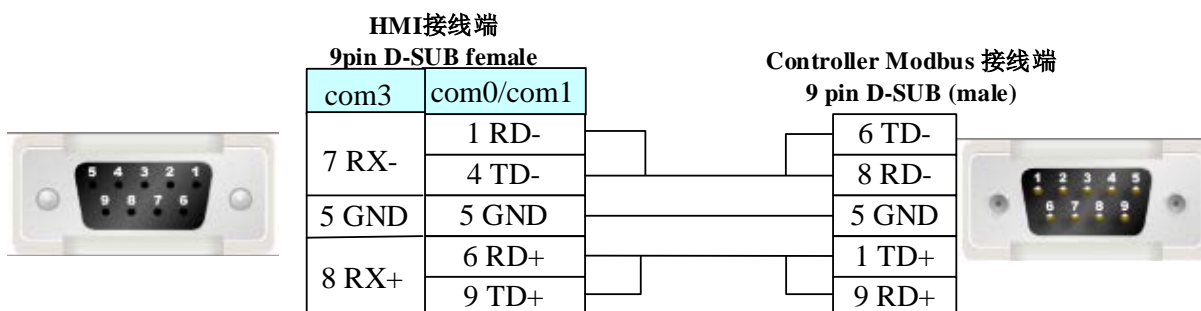 HMI接线端
9pin D-SUB female
Controller Modbus 接线端
9 pin D-SUB (male)
com3 com0/com1
7 RX-
1 RD-
4 TD-
5 GND 5 GND
8 RX+
6 RD+
9 TD+
6 TD-
8 RD-
5 GND
1 TD+
9 RD+
5 4 3 2 1
9 8 7 6
1 2 3 4 5
6 7 8 9